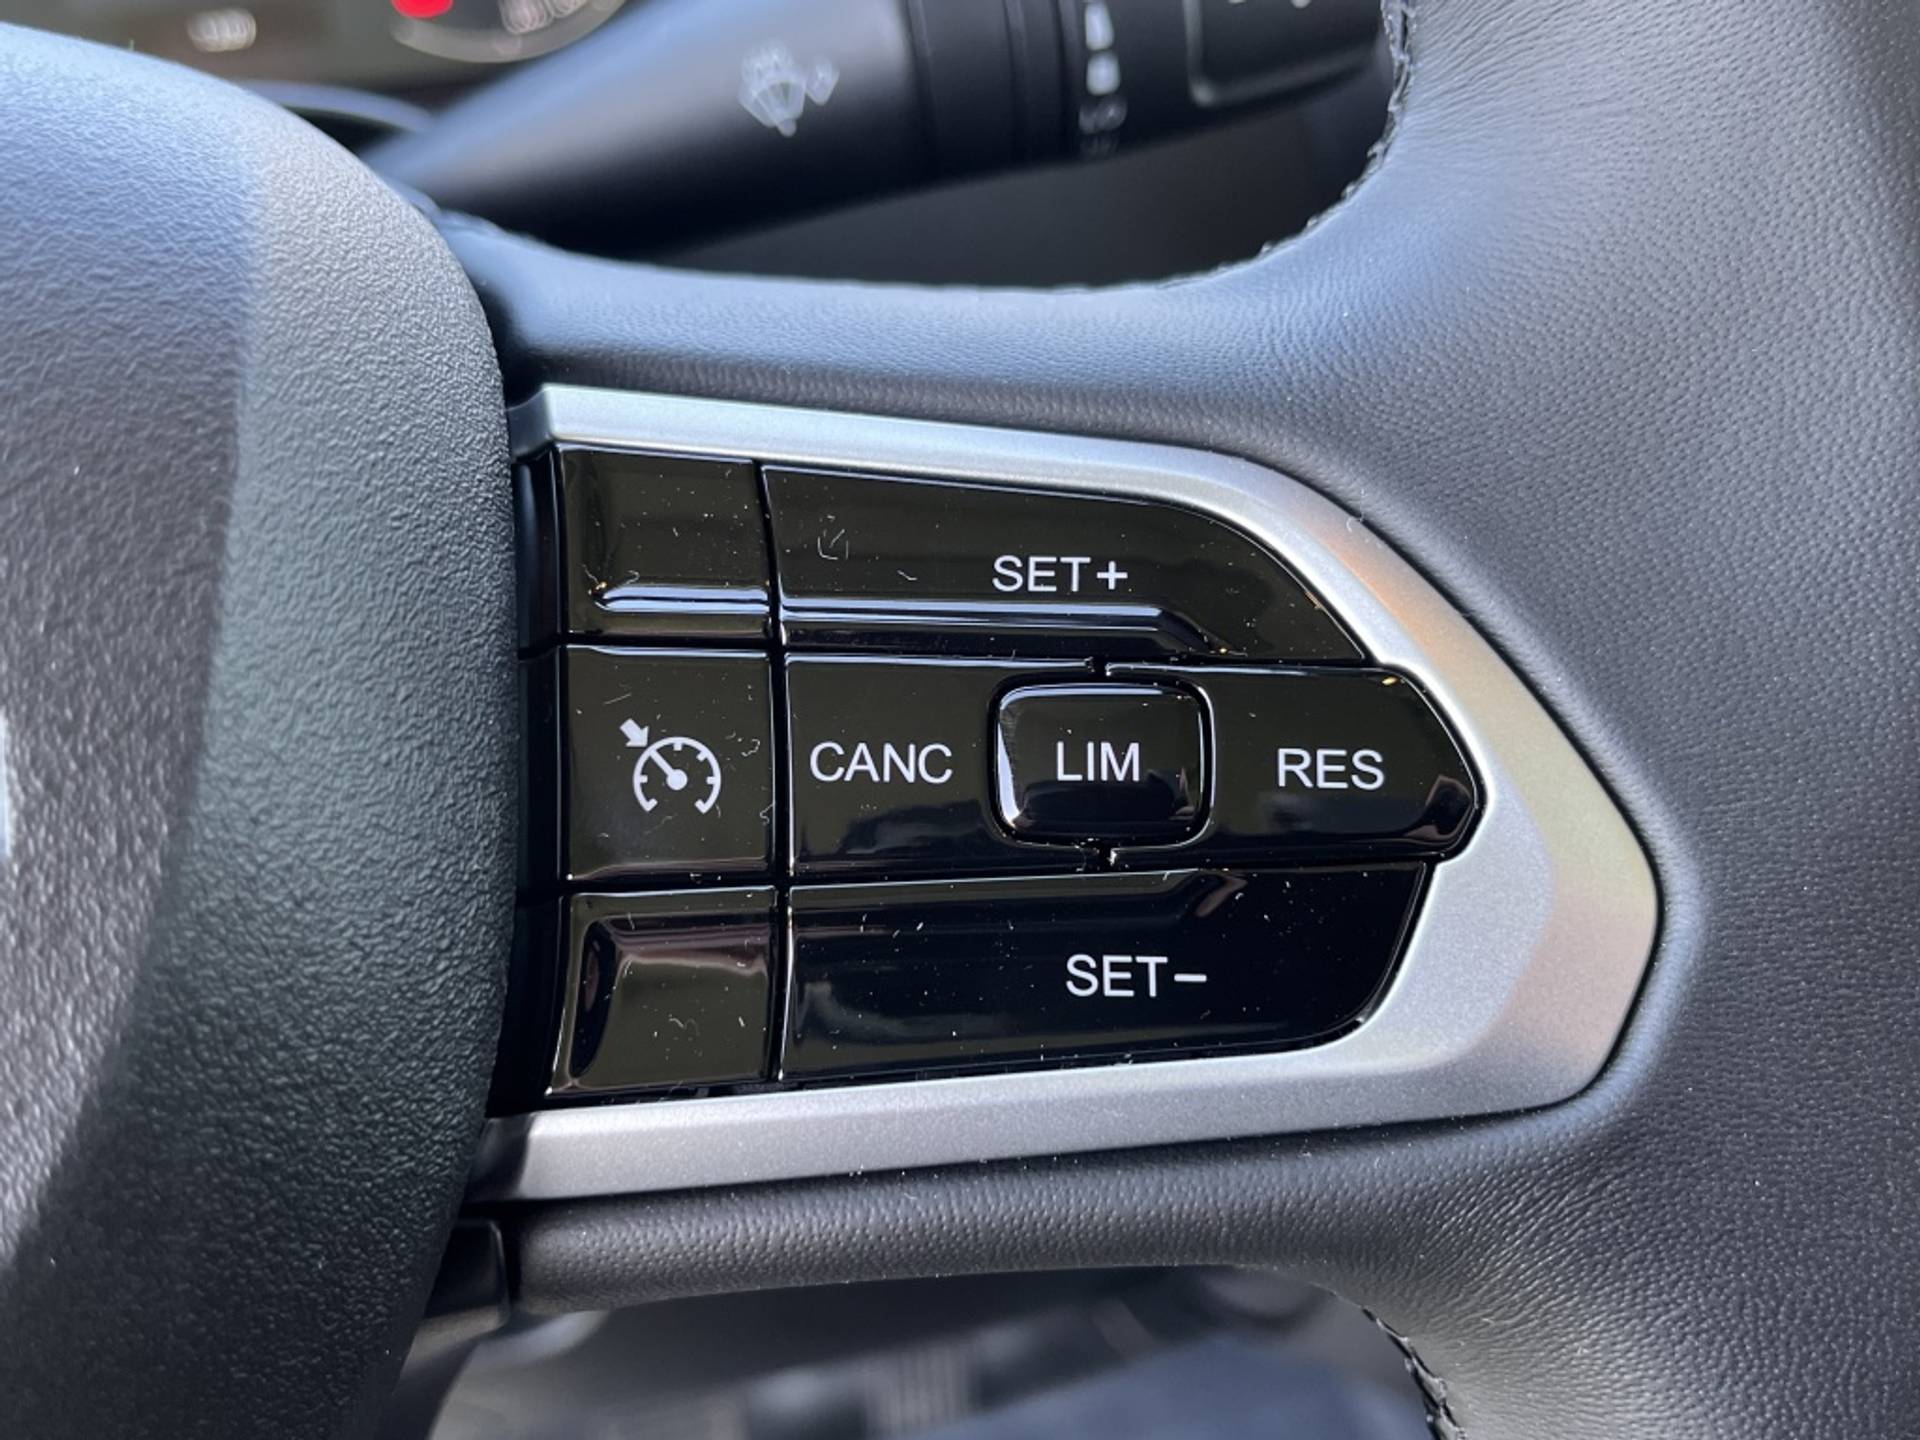 SET+
CANC
LIM
RES
SET-